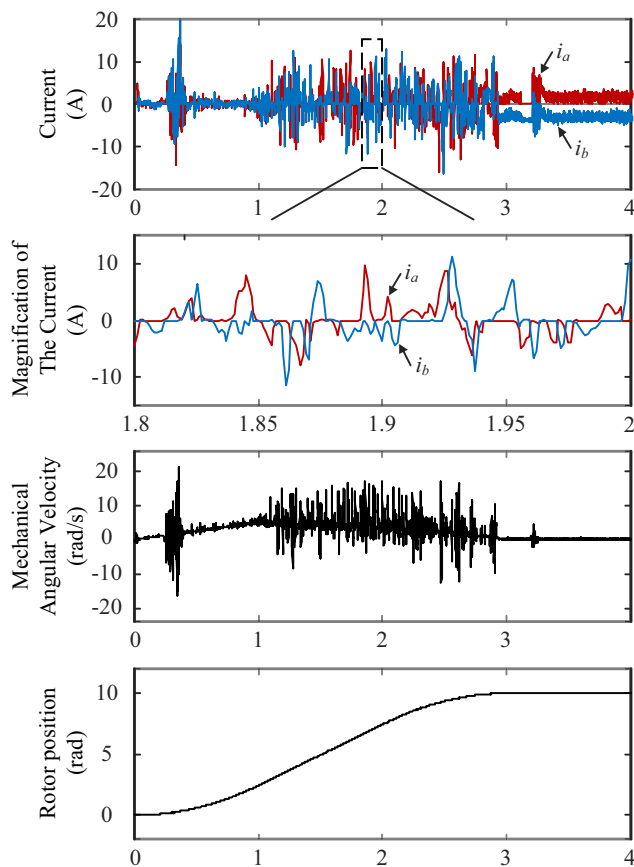 20
10
0
-10
-20
Current
(A)
i_a
i_b
0 1 2 3 4
10
0
-10
Magnification of
The Current
(A)
i_a
i_b
1.8 1.85 1.9 1.95 2
20
10
0
-10
-20
Mechanical
Angular Velocity
(rad/s)
0 1 2 3 4
10
5
0
Rotor position
(rad)
0 1 2 3 4